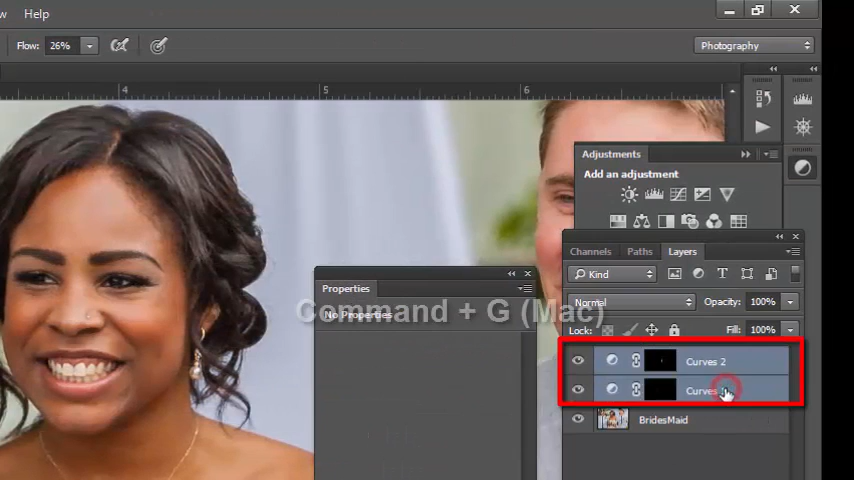 w
Window
Help
Flow: 26%
Photography
4
5
6
Adjustments
Add an adjustment
Channels
Paths
Layers
Kind
Properties
Normal
Opacity: 100%
No Properties
Command + G (Mac)
Lock:
Fill: 100%
Curves 2
Curves
BridesMaid